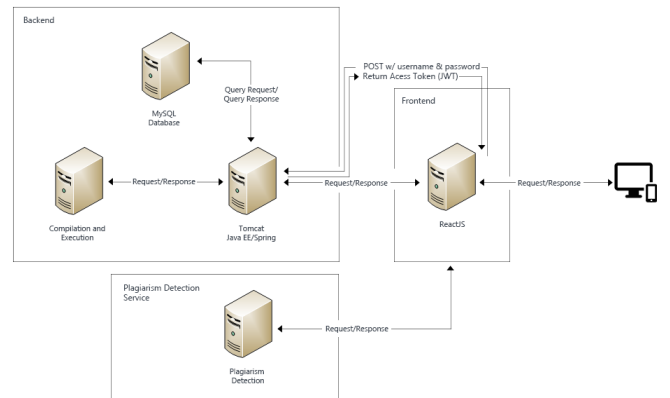 Backend
POST w/ username & password
Return Acess Token (JWT)
Query Request/
Query Response
Frontend
MySQL
Database
Request/Response
Request/Response
Request/Response
Compilation and
Execution
Tomcat
Java EE/Spring
ReactJS
Plagiarism Detection
Service
Request/Response
Plagiarism
Detection